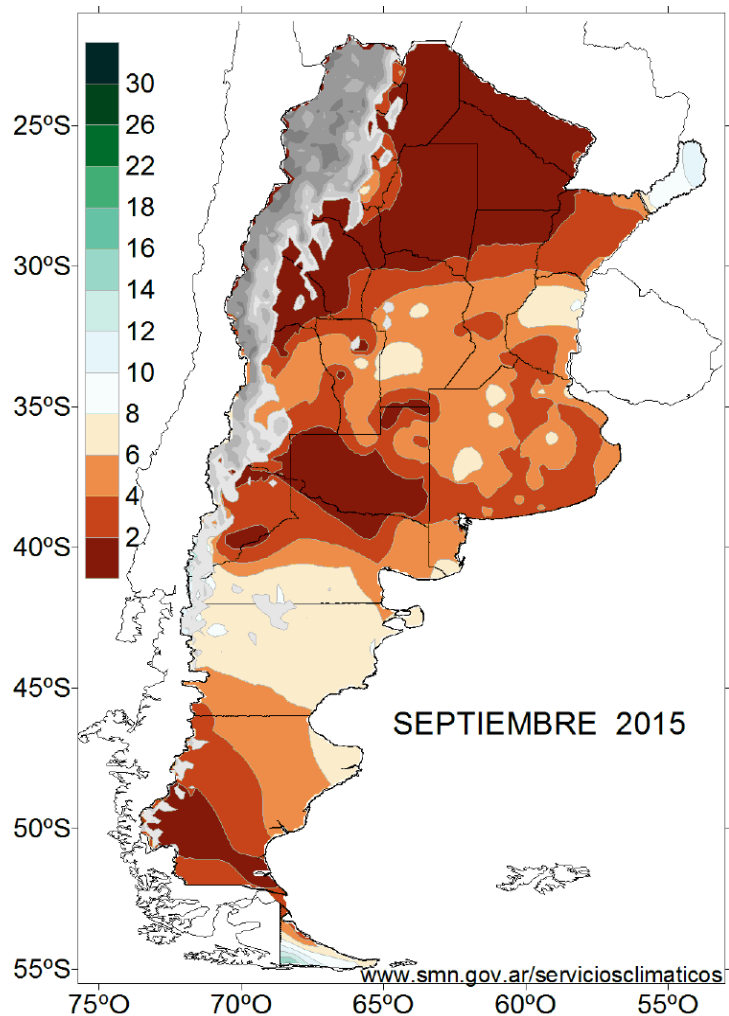 30
26
22
18
16
14
12
10
8
6
4
2
25ºS
30ºS
35ºS
40ºS
45ºS
50ºS
55ºS
SEPTIEMBRE 2015
www.smn.gov.ar/serviciosclimaticos
75ºO
70ºO
65ºO
60ºO
55ºO